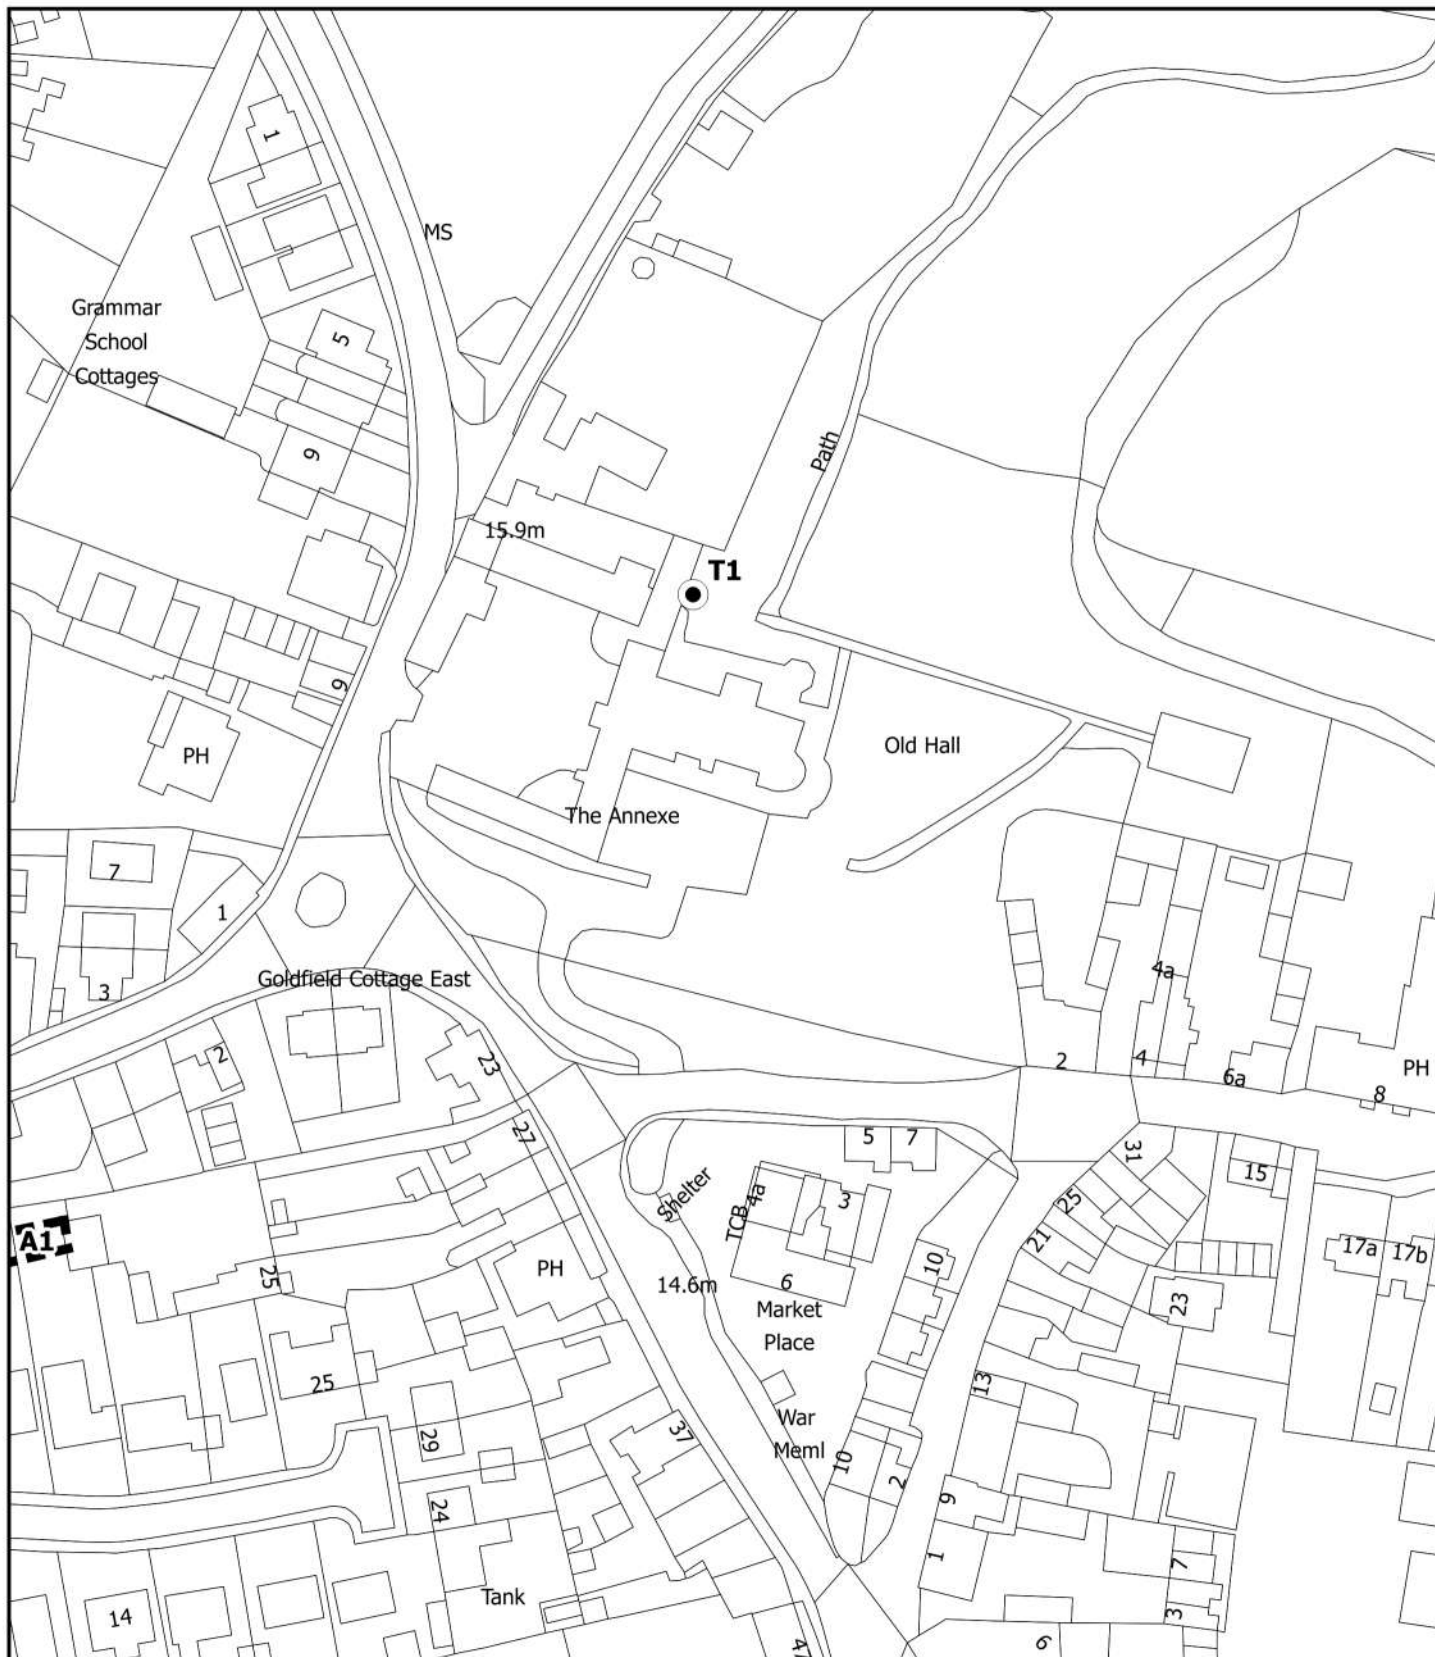 1
MS
Grammar
School
Cottages
5
9
Path
15.9m
T1
9
PH
Old Hall
The Annexe
7
1
3
Goldfield Cottage East
4a
2
23
2
4
6a
PH
8
27
5
7
31
15
Shelter
TCB
4a
3
25
21
A1
25
PH
14.6m
6
10
17a
17b
23
Market
Place
25
13
29
37
War
Meml
10
2
24
9
1
7
14
Tank
3
6
47